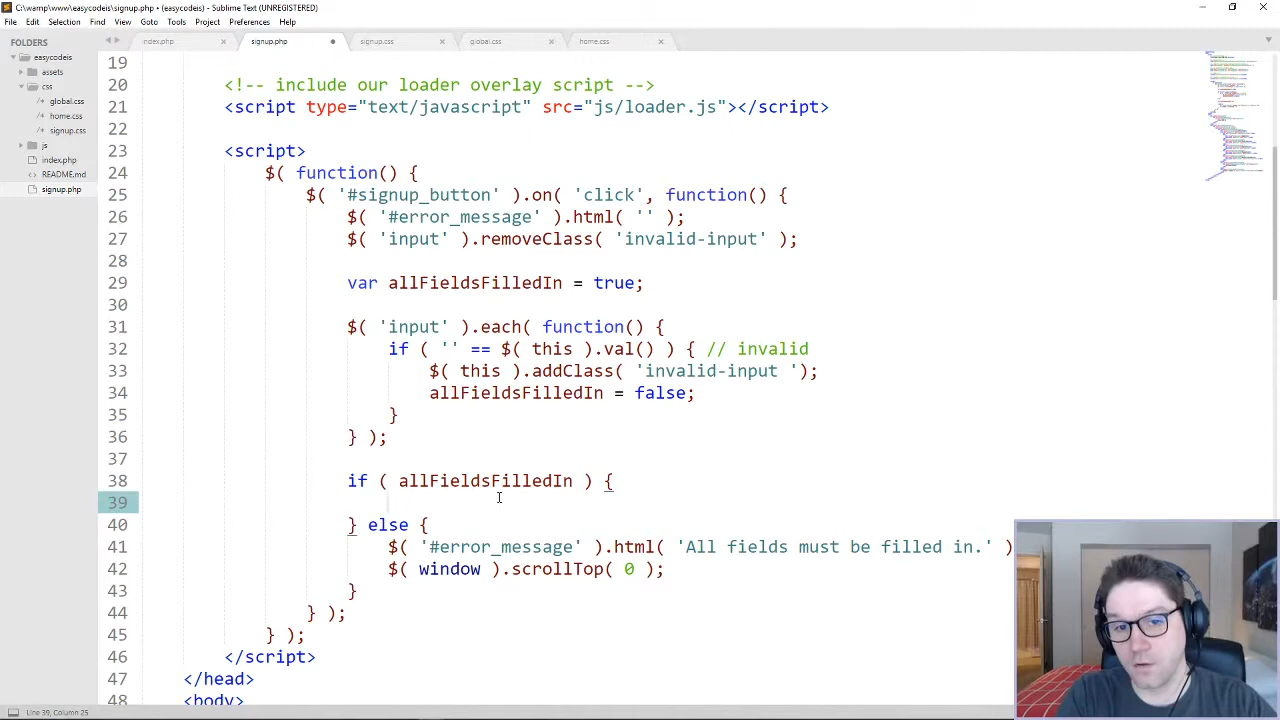 C:\wamp\www\easycodeis\signup.php • (easycodeis) - Sublime Text (UNREGISTERED)
File Edit Selection Find View Goto Tools Project Preferences Help
FOLDERS
easycodeis
assets
css
global.css
home.css
signup.css
js
index.php
README.md
signup.php
index.php signup.php signup.css global.css home.css
19
20 <!-- include our loader overlay script -->
21 <script type="text/javascript" src="js/loader.js"></script>
22
23 <script>
24 $( function() {
25 $( '#signup_button' ).on( 'click', function() {
26 $( '#error_message' ).html( '' );
27 $( 'input' ).removeClass( 'invalid-input' );
28
29 var allFieldsFilledIn = true;
30
31 $( 'input' ).each( function() {
32 if ( '' == $( this ).val() ) { // invalid
33 $( this ).addClass( 'invalid-input ');
34 allFieldsFilledIn = false;
35 }
36 } );
37
38 if ( allFieldsFilledIn ) {
39
40 } else {
41 $( '#error_message' ).html( 'All fields must be filled in.' )
42 $( window ).scrollTop( 0 );
43 }
44 } );
45 } );
46 </script>
47 </head>
48 <body>
Line 39, Column 25